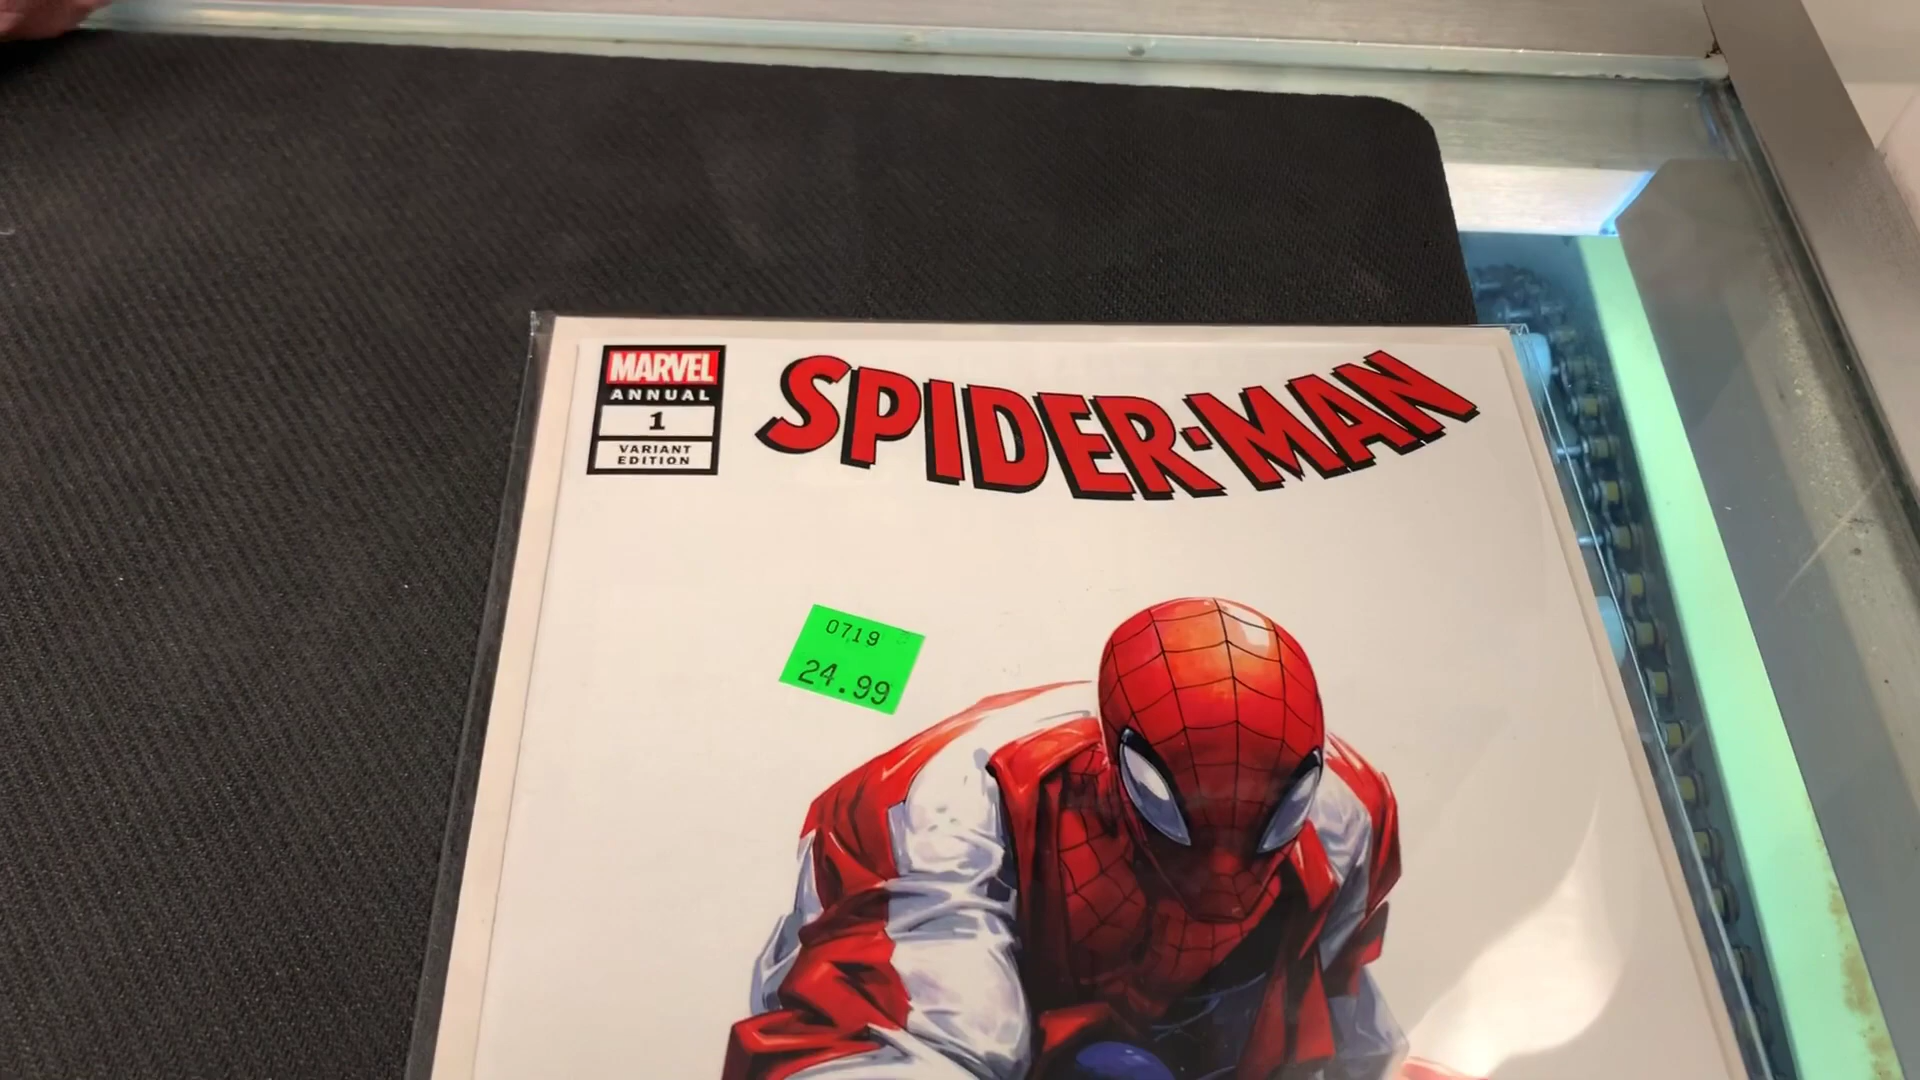 MARVEL
ANNUAL
1
VARIANT
EDITION
SPIDER-MAN
0719
24.99